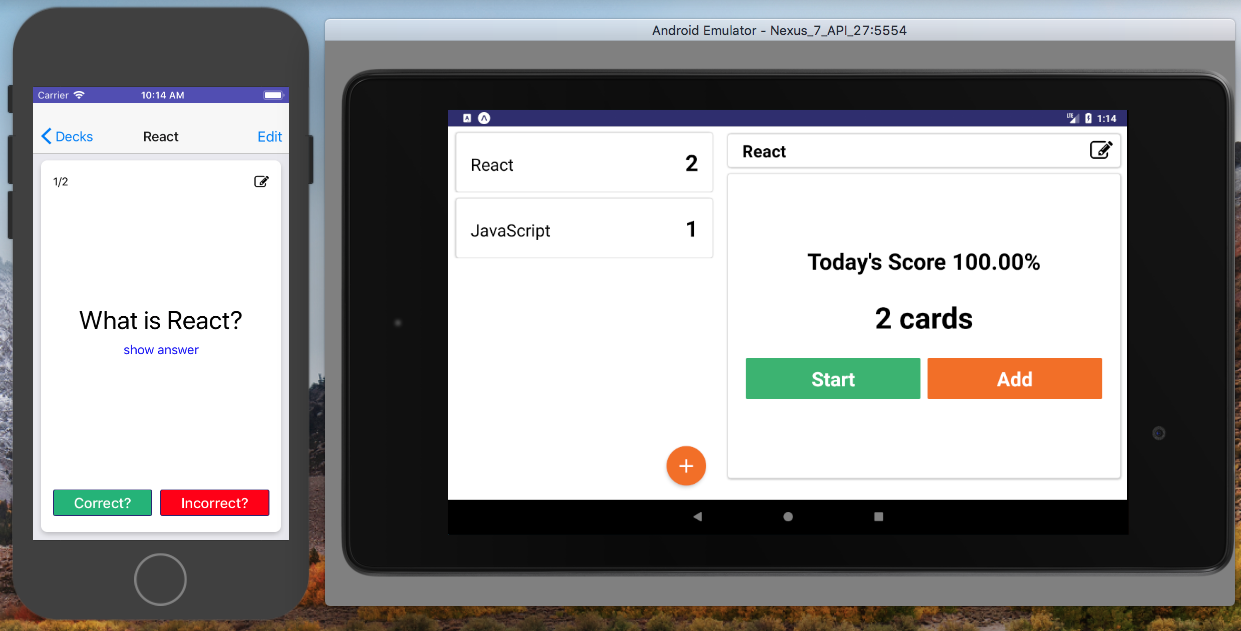 Android Emulator - Nexus_7_API_27:5554
Carrier 10:14 AM
Decks React Edit
1/2
What is React?
show answer
Correct? Incorrect?
LTE 1:14
React 2
JavaScript 1
+
React
Today's Score 100.00%
2 cards
Start Add